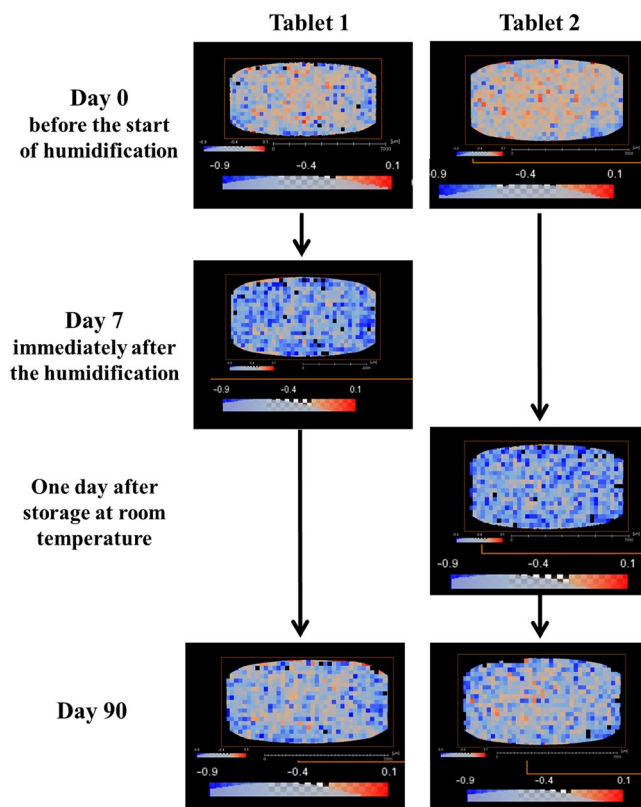 Tablet 1
Tablet 2
Day 0
before the start
of humidification
-0.9
-0.4
0.1
-0.9
-0.4
0.1
Day 7
immediately after
the humidification
-0.9
-0.4
0.1
One day after
storage at room
temperature
-0.9
-0.4
0.1
Day 90
-0.9
-0.4
0.1
-0.9
-0.4
0.1